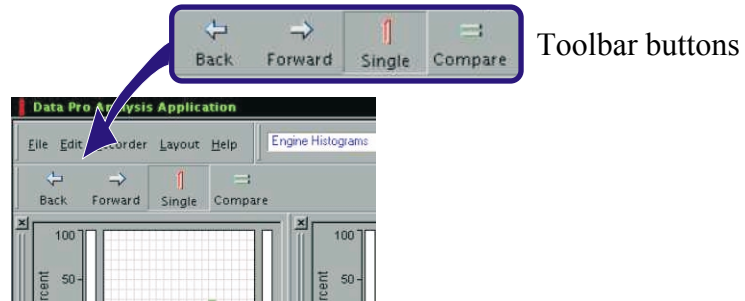 Back Forward Single Compare
Toolbar buttons
Data Pro Analysis Application
File Edit Recorder Layout Help
Engine Histograms
Back Forward Single Compare
100
50
100
50